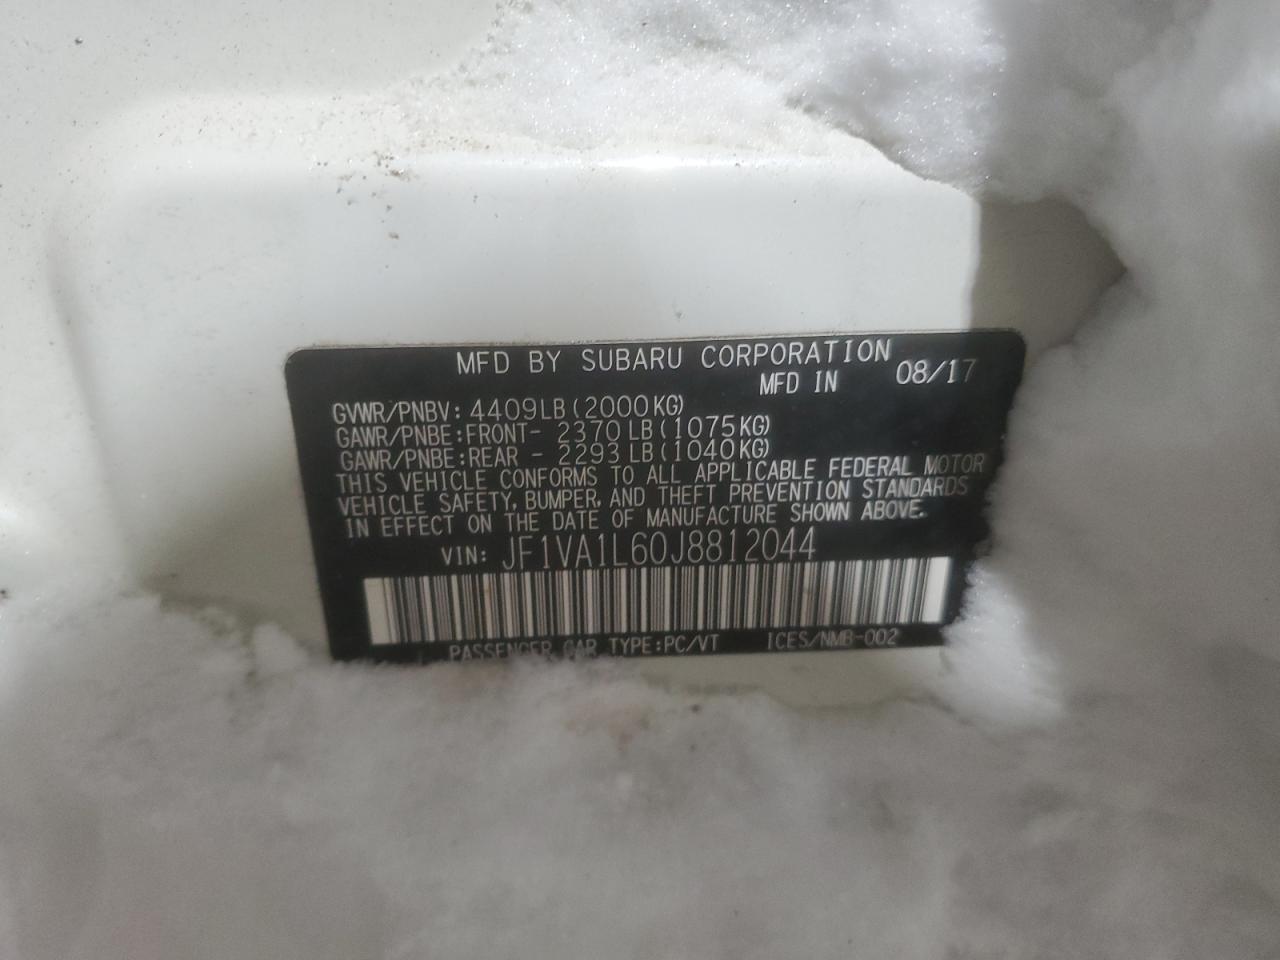 MFD BY SUBARU CORPORATION
MFD IN 08/17
GVWR/PNBV: 4409LB(2000KG)
GAWR/PNBE:FRONT- 2370LB(1075KG)
GAWR/PNBE:REAR - 2293LB(1040KG)
THIS VEHICLE CONFORMS TO ALL APPLICABLE FEDERAL MOTOR
VEHICLE SAFETY, BUMPER, AND THEFT PREVENTION STANDARDS
IN EFFECT ON THE DATE OF MANUFACTURE SHOWN ABOVE.
VIN: JF1VA1L60J8812044
PASSENGER CAR TYPE:PC/VT ICES/NMB-002